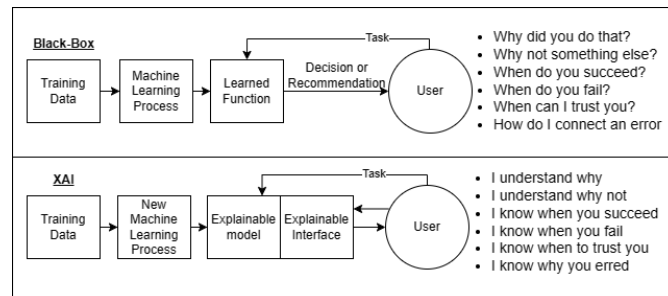 Black-Box
Training
Data
Machine
Learning
Process
Learned
Function
Task
Decision or
Recommendation
User
• Why did you do that?
• Why not something else?
• When do you succeed?
• When do you fail?
• When can I trust you?
• How do I connect an error
XAI
Training
Data
New
Machine
Learning
Process
Explainable
model
Explainable
Interface
Task
User
• I understand why
• I understand why not
• I know when you succeed
• I know when you fail
• I know when to trust you
• I know why you erred